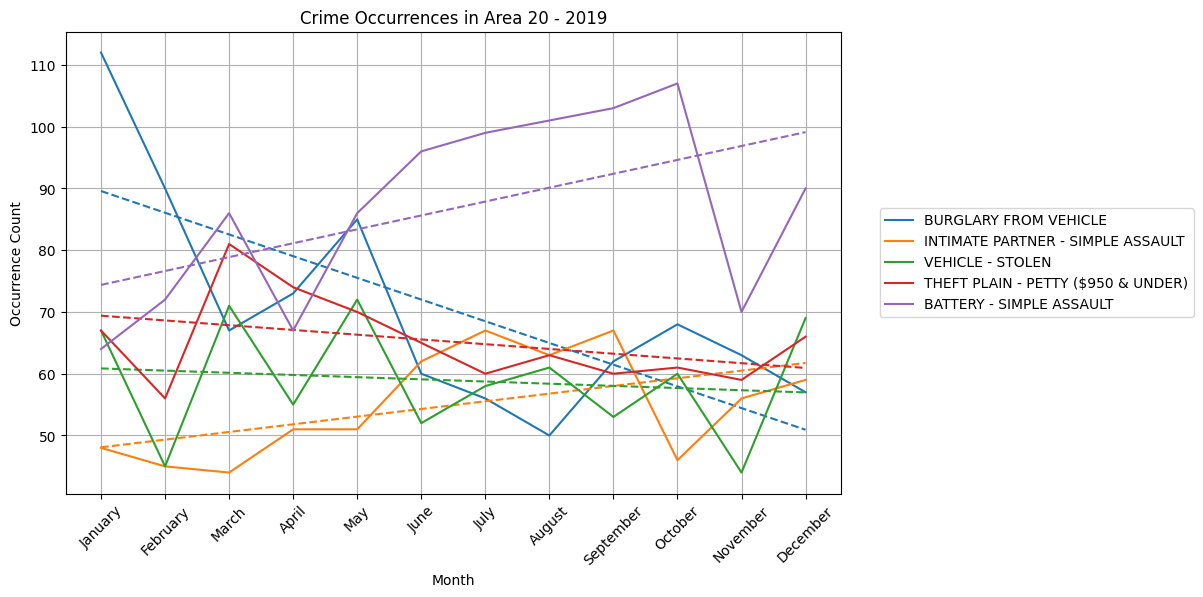 Crime Occurrences in Area 20 - 2019
Occurrence Count
110
100
90
80
70
60
50
January
February
March
April
May
June
July
August
September
October
November
December
Month
BURGLARY FROM VEHICLE
INTIMATE PARTNER - SIMPLE ASSAULT
VEHICLE - STOLEN
THEFT PLAIN - PETTY ($950 & UNDER)
BATTERY - SIMPLE ASSAULT